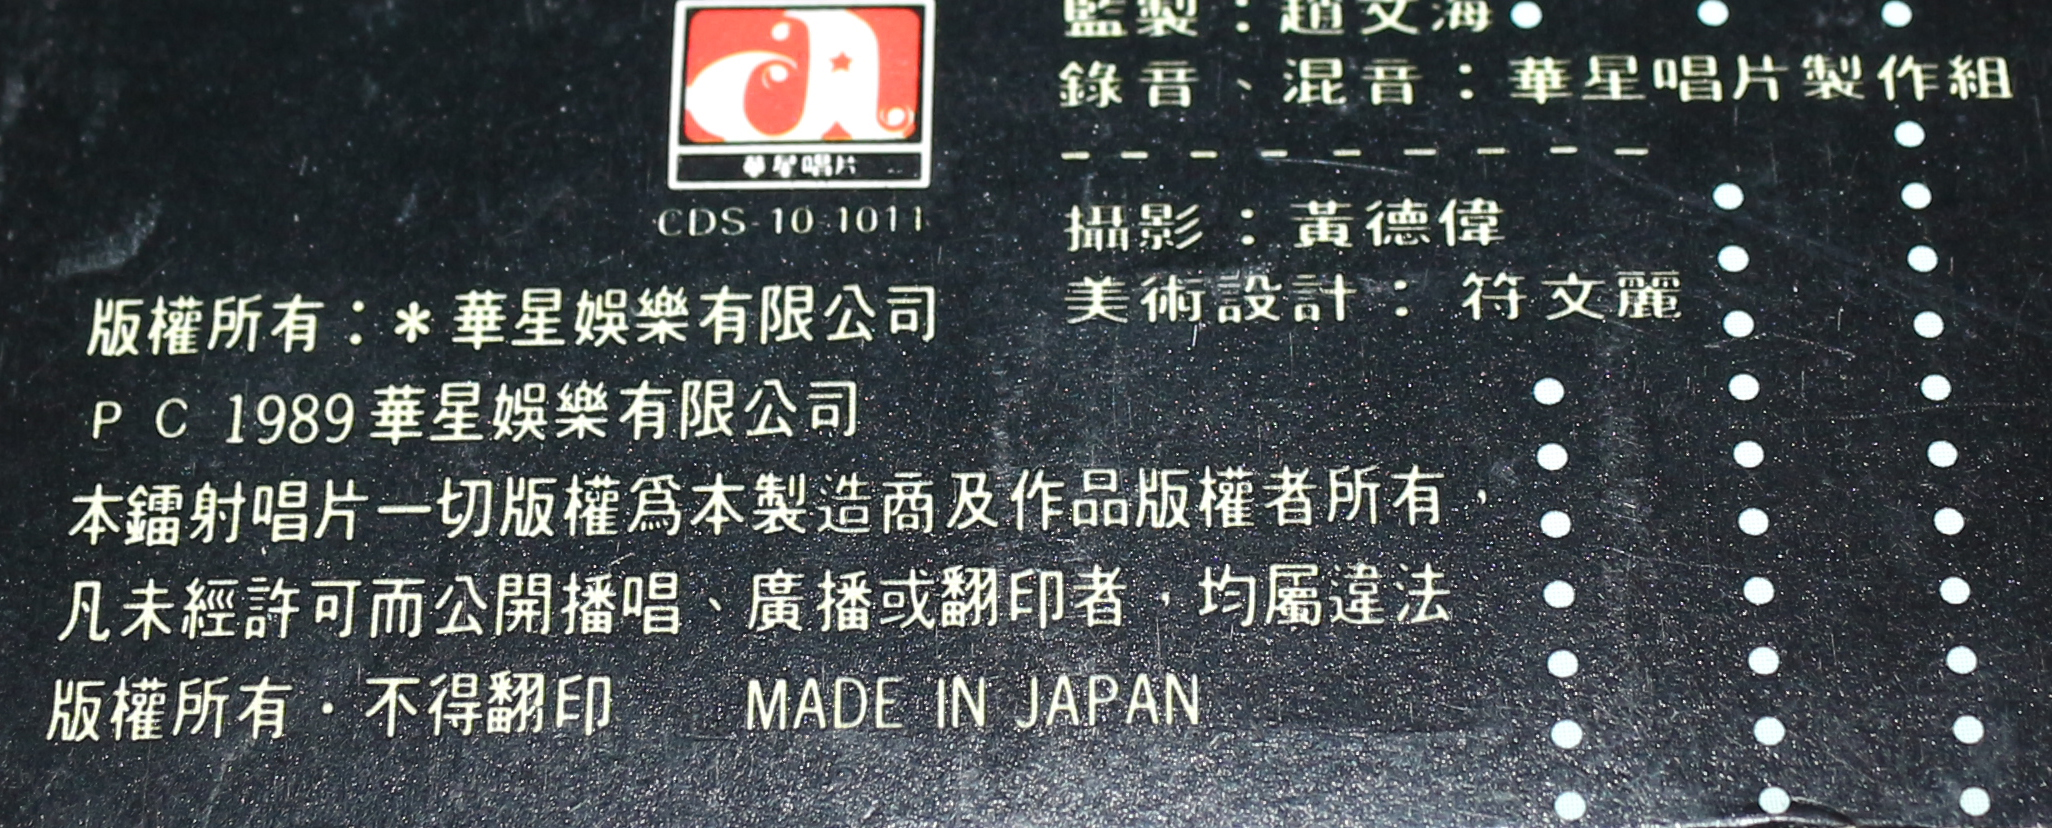 監製：趙文海
錄音、混音：華星唱片製作組
華星唱片
CDS-10 1011
攝影：黃德偉
美術設計：符文麗
版權所有：*華星娛樂有限公司
P C 1989 華星娛樂有限公司
本鐳射唱片一切版權爲本製造商及作品版權者所有，
凡未經許可而公開播唱、廣播或翻印者，均屬違法
版權所有·不得翻印 MADE IN JAPAN